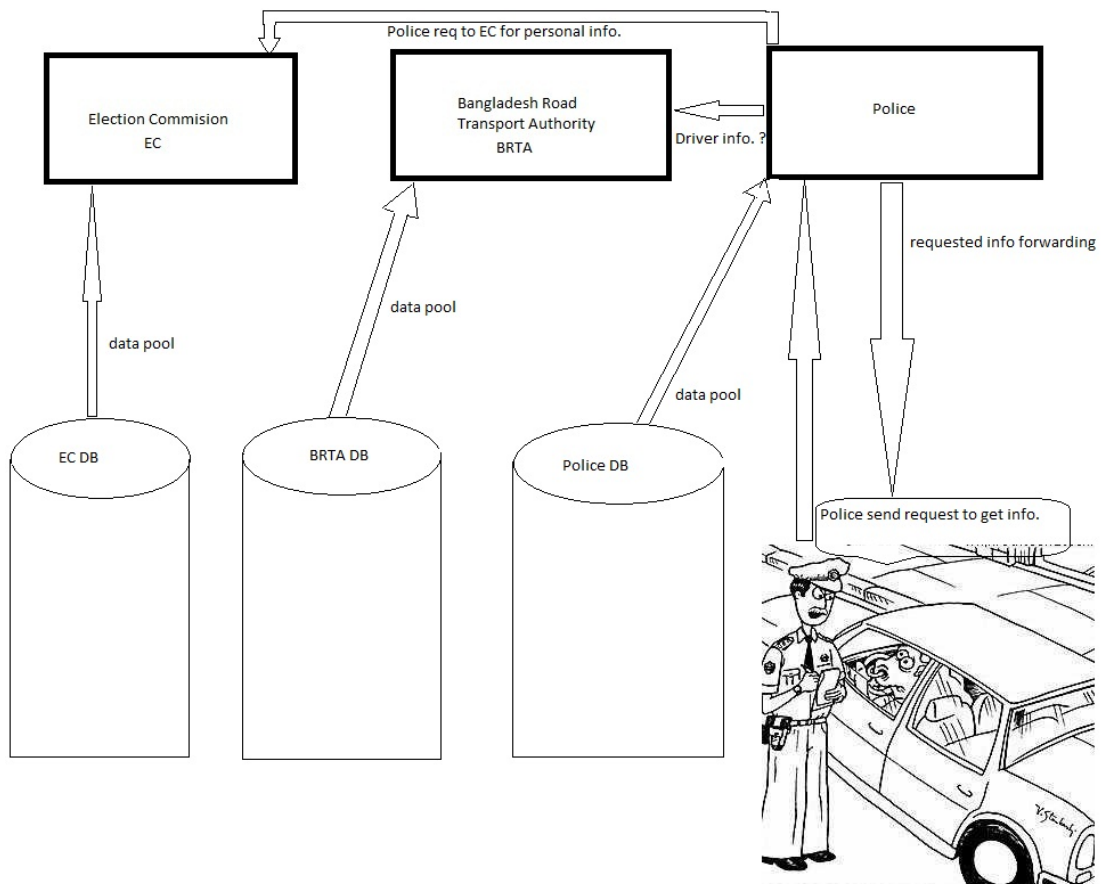 Police req to EC for personal info.
Election Commision
EC
Bangladesh Road
Transport Authority
BRTA
Police
Driver info. ?
requested info forwarding
data pool
data pool
data pool
EC DB
BRTA DB
Police DB
Police send request to get info.